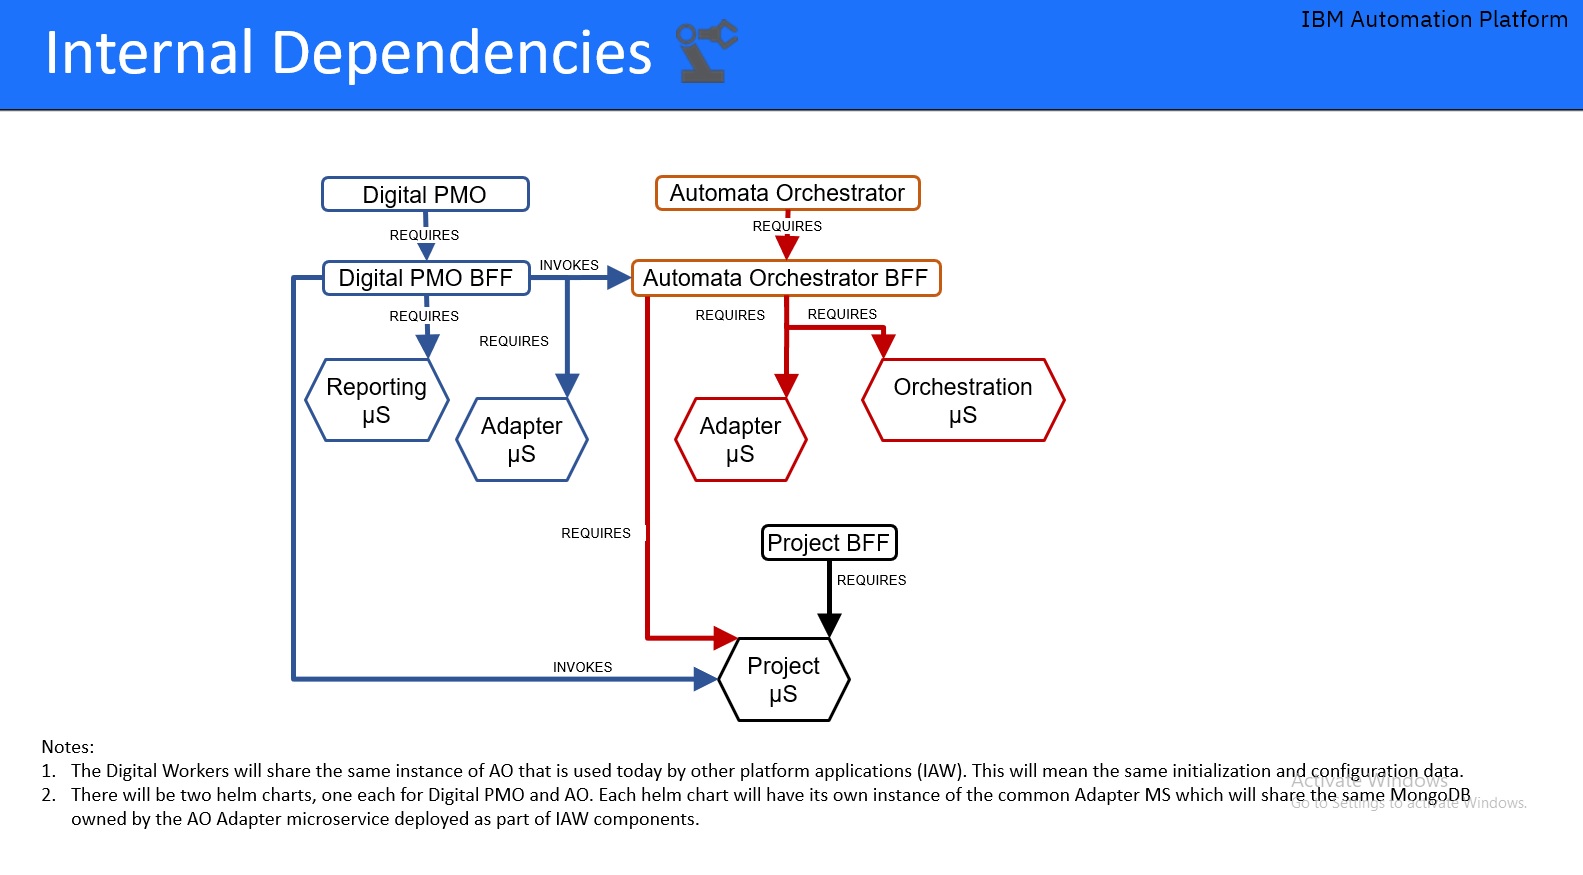 Internal Dependencies
IBM Automation Platform
Digital PMO
Automata Orchestrator
REQUIRES
REQUIRES
Digital PMO BFF
INVOKES
Automata Orchestrator BFF
REQUIRES
REQUIRES
REQUIRES
REQUIRES
Reporting
µS
Adapter
µS
Adapter
µS
Orchestration
µS
REQUIRES
Project BFF
REQUIRES
INVOKES
Project
µS
Notes:
1. The Digital Workers will share the same instance of AO that is used today by other platform applications (IAW). This will mean the same initialization and configuration data.
2. There will be two helm charts, one each for Digital PMO and AO. Each helm chart will have its own instance of the common Adapter MS which will share the same MongoDB
owned by the AO Adapter microservice deployed as part of IAW components.
Activate Windows
Go to Settings to activate Windows.